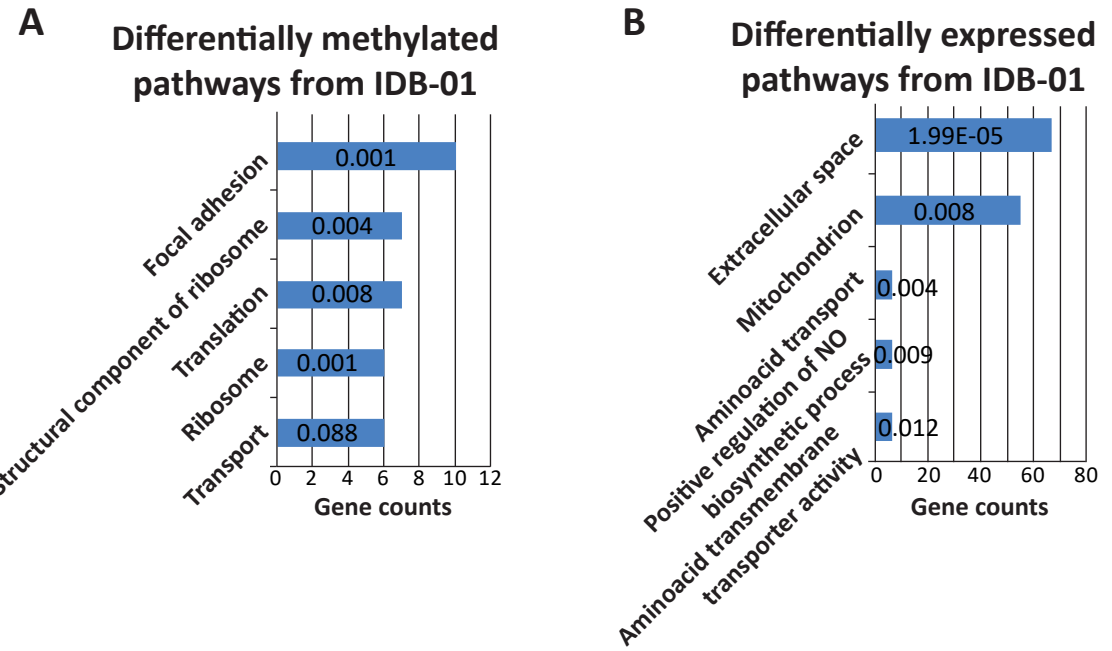 A
Differentially methylated
pathways from IDB-01
0.001
0.004
0.008
0.001
0.088
Focal adhesion
Structural component of ribosome
Translation
Ribosome
Transport
0 2 4 6 8 10 12
Gene counts
B
Differentially expressed
pathways from IDB-01
1.99E-05
0.008
0.004
0.009
0.012
Extracellular space
Mitochondrion
Aminoacid transport
Positive regulation of NO
biosynthetic process
Aminoacid transmembrane
transporter activity
0 20 40 60 80
Gene counts